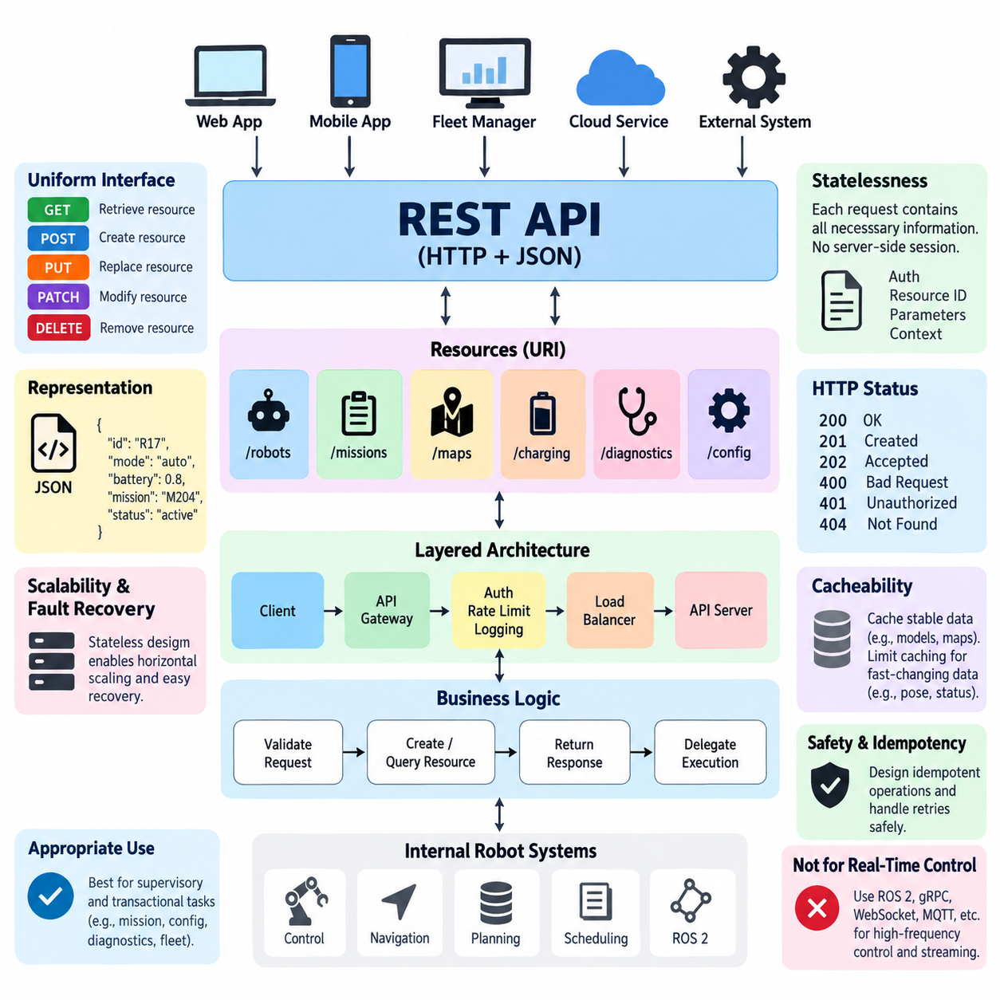 Web App
Mobile App
Fleet Manager
Cloud Service
External System
Uniform Interface
GET Retrieve resource
POST Create resource
PUT Replace resource
PATCH Modify resource
DELETE Remove resource
REST API
(HTTP + JSON)
Statelessness
Each request contains
all necesssary information.
No server-side session.
Auth
Resource ID
Parameters
Context
Resources (URI)
/robots
/missions
/maps
/charging
/diagnostics
/config
Representation
JSON
{
"id": "R17",
"mode": "auto",
"battery": 0.8,
"mission": "M204",
"status": "active"
}
HTTP Status
200 OK
201 Created
202 Accepted
400 Bad Request
401 Unauthorized
404 Not Found
Layered Architecture
Client
API
Gateway
Auth
Rate Limit
Logging
Load
Balancer
API Server
Scalability &
Fault Recovery
Stateless design
enables horizontal
scaling and easy
recovery.
Cacheability
Cache stable data
(e.g., models, maps).
Limit caching for
fast-changing data
(e.g., pose, status).
Business Logic
Validate
Request
Create /
Query Resource
Return
Response
Delegate
Execution
Safety & Idempotency
Design idempotent
operations and
handle retries
safely.
Appropriate Use
Best for supervisory
and transactional tasks
(e.g., mission, config,
diagnostics, fleet).
Internal Robot Systems
Control
Navigation
Planning
Scheduling
ROS 2
Not for Real-Time Control
Use ROS 2, gRPC,
WebSocket, MQTT, etc.
for high-frequency
control and streaming.